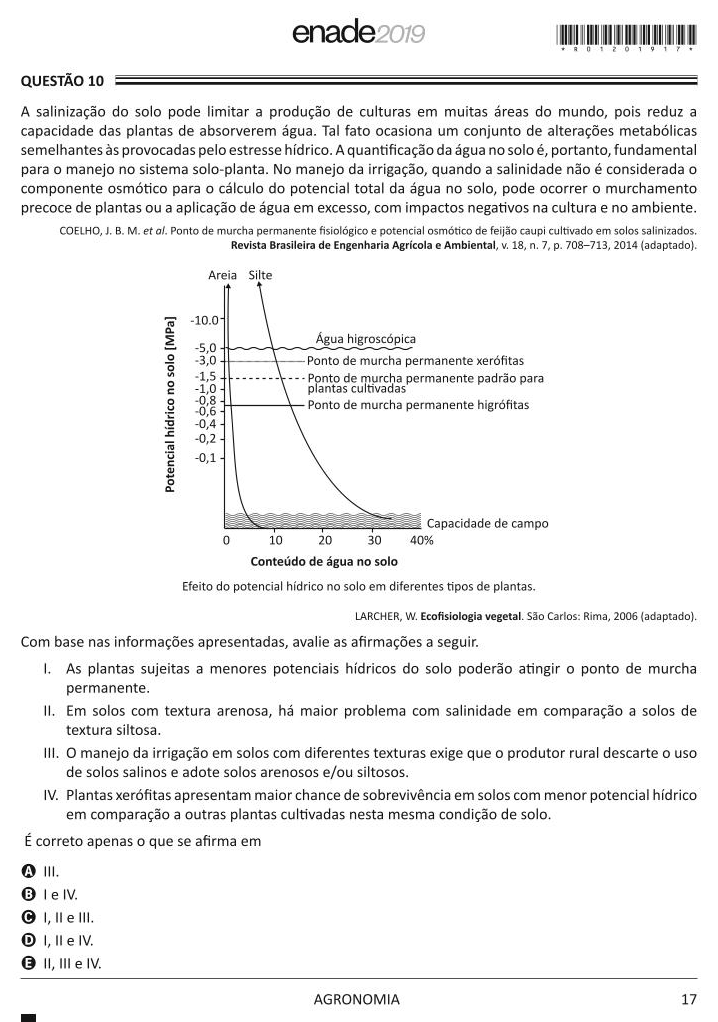 enade2019
* 8 0 1 2 0 1 9 1 7 *
QUESTÃO 10
A salinização do solo pode limitar a produção de culturas em muitas áreas do mundo, pois reduz a
capacidade das plantas de absorverem água. Tal fato ocasiona um conjunto de alterações metabólicas
semelhantes às provocadas pelo estresse hídrico. A quantificação da água no solo é, portanto, fundamental
para o manejo no sistema solo-planta. No manejo da irrigação, quando a salinidade não é considerada o
componente osmótico para o cálculo do potencial total da água no solo, pode ocorrer o murchamento
precoce de plantas ou a aplicação de água em excesso, com impactos negativos na cultura e no ambiente.
COELHO, J. B. M. et al. Ponto de murcha permanente fisiológico e potencial osmótico de feijão caupi cultivado em solos salinizados.
Revista Brasileira de Engenharia Agrícola e Ambiental, v. 18, n. 7, p. 708–713, 2014 (adaptado).
Areia Silte
Potencial hídrico no solo [MPa]
-10.0
Água higroscópica
-5,0
-3,0
Ponto de murcha permanente xerófitas
-1,5
Ponto de murcha permanente padrão para
plantas cultivadas
-1,0
-0,8
Ponto de murcha permanente higrófitas
-0,6
-0,4
-0,2
-0,1
Capacidade de campo
0 10 20 30 40%
Conteúdo de água no solo
Efeito do potencial hídrico no solo em diferentes tipos de plantas.
LARCHER, W. Ecofisiologia vegetal. São Carlos: Rima, 2006 (adaptado).
Com base nas informações apresentadas, avalie as afirmações a seguir.
I. As plantas sujeitas a menores potenciais hídricos do solo poderão atingir o ponto de murcha
permanente.
II. Em solos com textura arenosa, há maior problema com salinidade em comparação a solos de
textura siltosa.
III. O manejo da irrigação em solos com diferentes texturas exige que o produtor rural descarte o uso
de solos salinos e adote solos arenosos e/ou siltosos.
IV. Plantas xerófitas apresentam maior chance de sobrevivência em solos com menor potencial hídrico
em comparação a outras plantas cultivadas nesta mesma condição de solo.
É correto apenas o que se afirma em
A III.
B I e IV.
C I, II e III.
D I, II e IV.
E II, III e IV.
AGRONOMIA
17